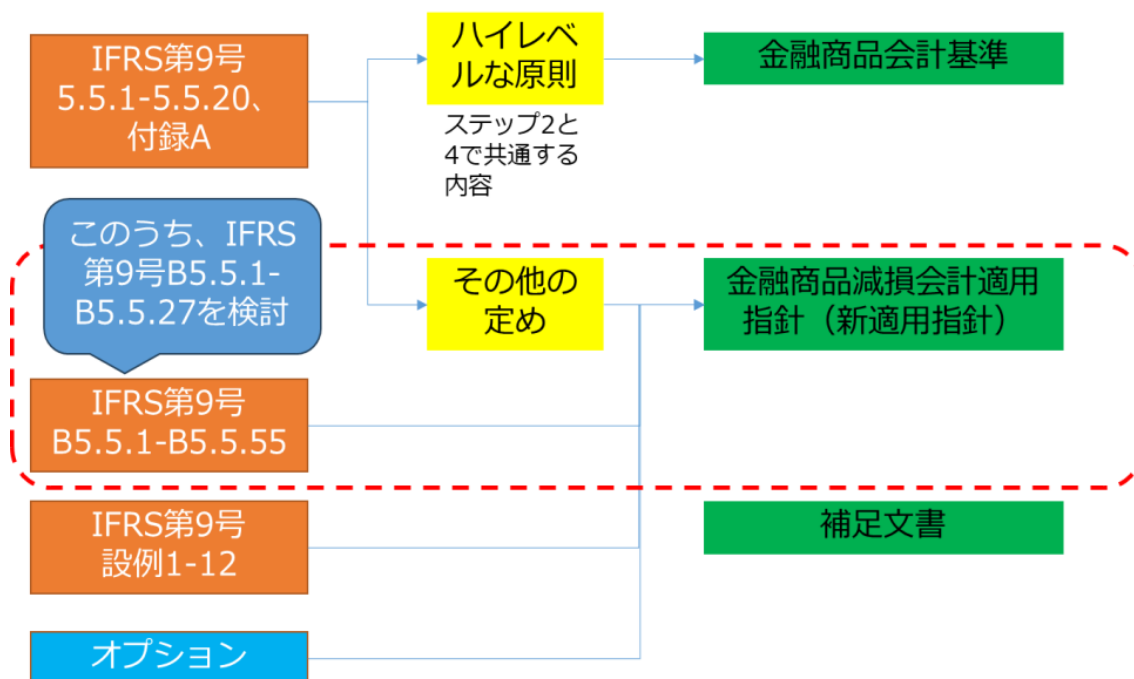 IFRS第9号
5.5.1-5.5.20、
付録A
ハイレベ
ルな原則
金融商品会計基準
ステップ2と
4で共通する
内容
このうち、IFRS
第9号B5.5.1-
B5.5.27を検討
その他の
定め
金融商品減損会計適用
指針（新適用指針）
IFRS第9号
B5.5.1-B5.5.55
IFRS第9号
設例1-12
補足文書
オプション